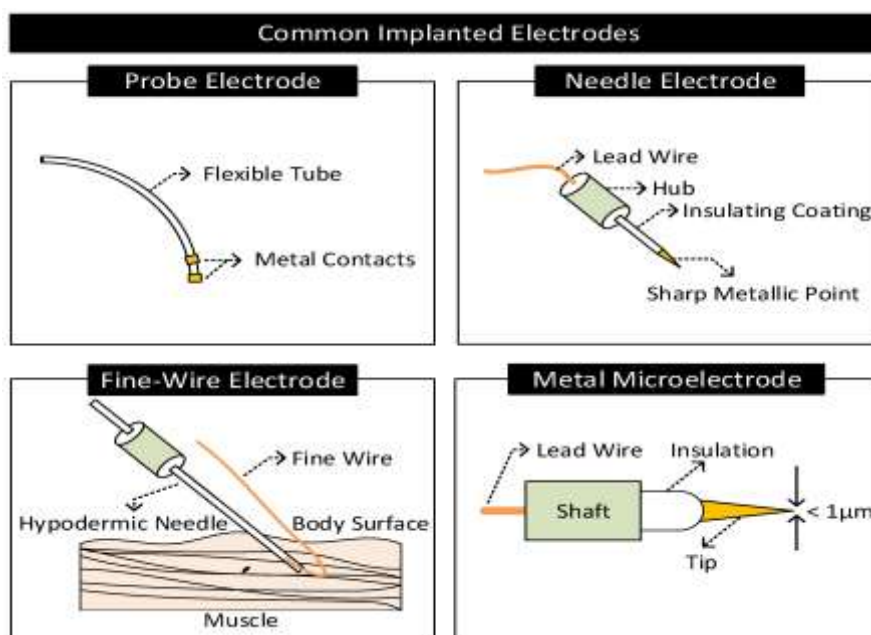 Common Implanted Electrodes
Probe Electrode
Flexible Tube
Metal Contacts
Needle Electrode
Lead Wire
Hub
Insulating Coating
Sharp Metallic Point
Fine-Wire Electrode
Fine Wire
Hypodermic Needle
Body Surface
Muscle
Metal Microelectrode
Lead Wire
Insulation
Shaft
< 1μm
Tip